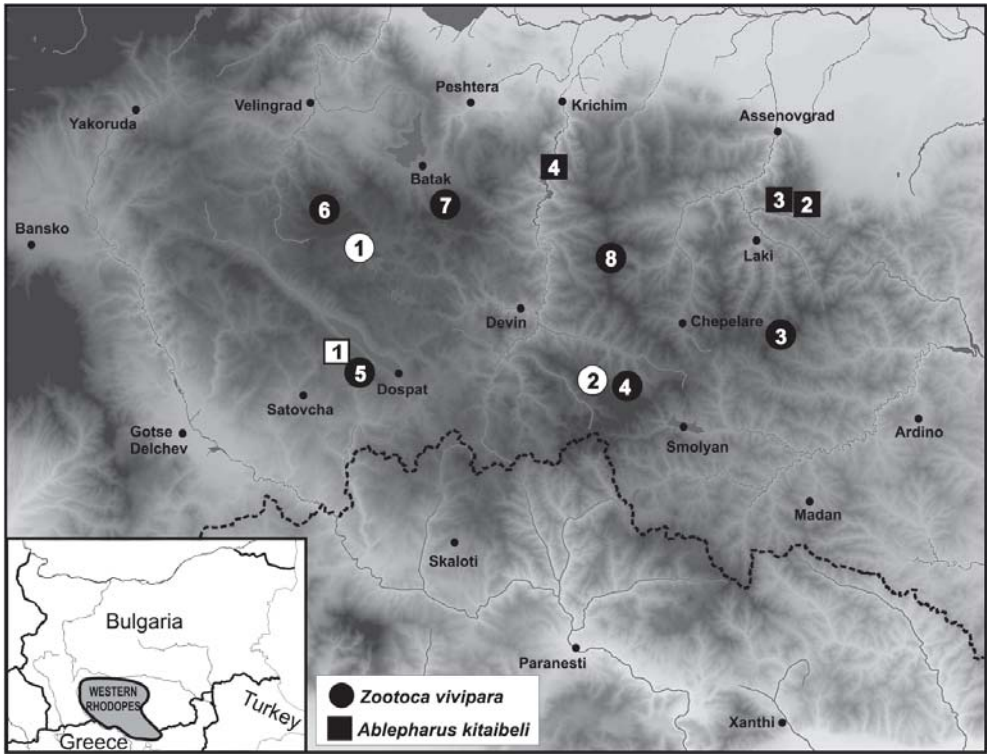 Peshtera
Velingrad
Krichim
Yakoruda
Assenovgrad
4
Batak
3
2
6
7
Bansko
1
8
Laki
Devin
Chepelare
3
1
5
Dospat
2
4
Satovcha
Gotse
Delchev
Smolyan
Ardino
Madan
Skaloti
Bulgaria
Paranesti
WESTERN
RHODOPES
Turkey
Greece
Zootoca vivipara
Ablepharus kitaibeli
Xanthi